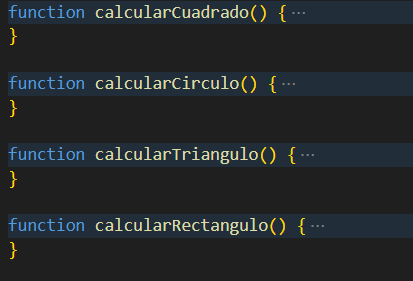 function calcularCuadrado() {···
}
function calcularCirculo() {···
}
function calcularTriangulo() {···
}
function calcularRectangulo() {···
}